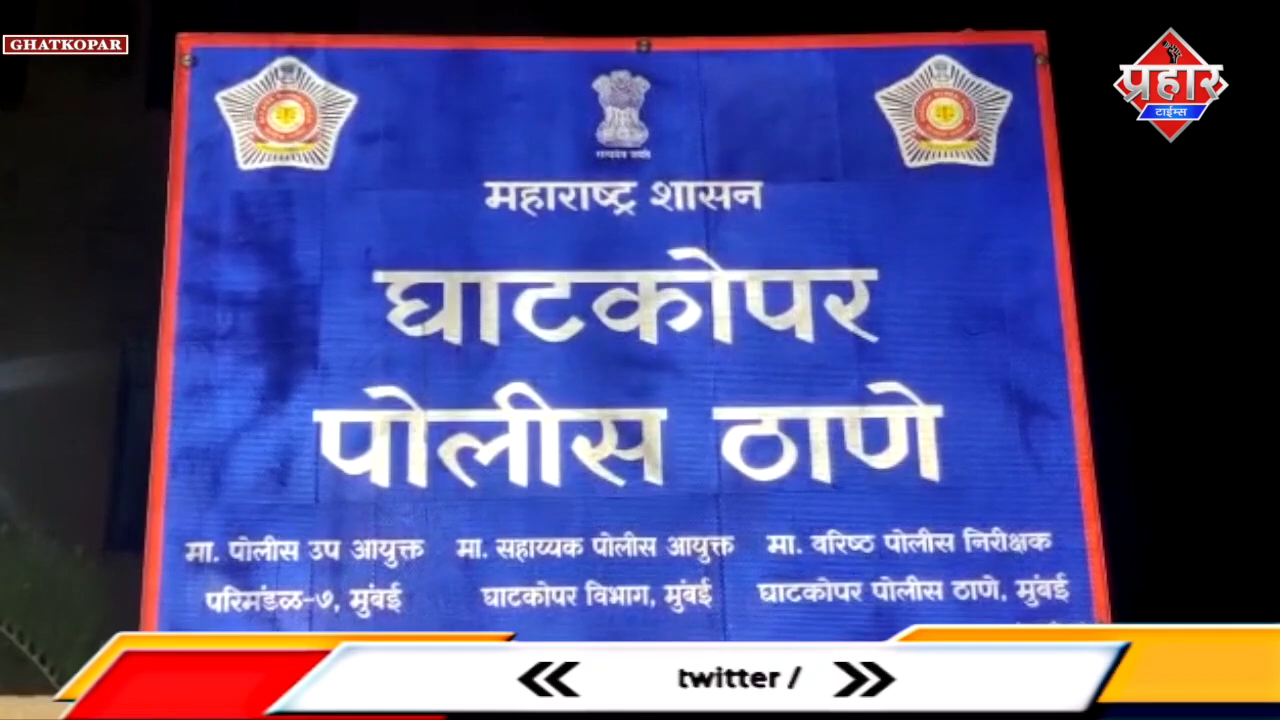 GHATKOPAR
प्रहार
टाईम्स
महाराष्ट्र शासन
घाटकोपर
पोलीस ठाणे
मा. पोलीस उप आयुक्त
परिमंडळ-७, मुंबई
मा. सहाय्यक पोलीस आयुक्त
घाटकोपर विभाग, मुंबई
मा. वरिष्ठ पोलीस निरीक्षक
घाटकोपर पोलीस ठाणे, मुंबई
twitter /